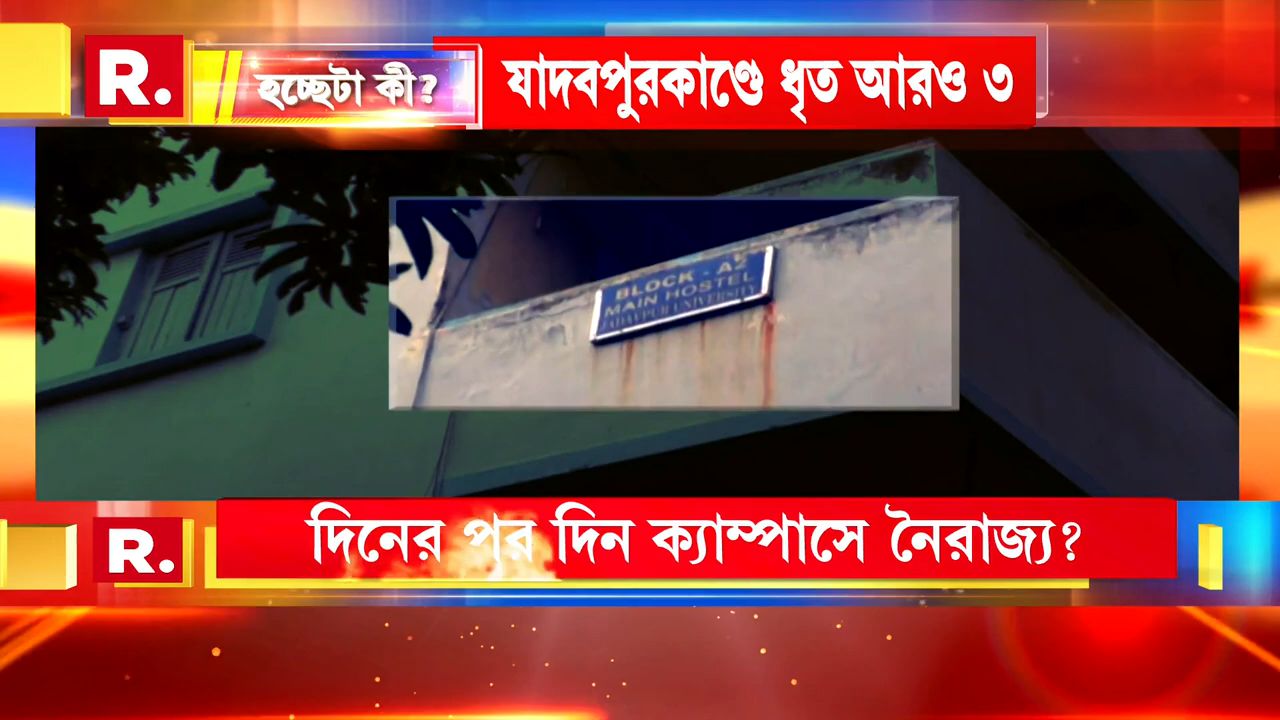 R.
হচ্ছেটা কী?
যাদবপুরকাণ্ডে ধৃত আরও ৩
BLOCK - A2
MAIN HOSTEL
JADAVPUR UNIVERSITY
R.
দিনের পর দিন ক্যাম্পাসে নৈরাজ্য?